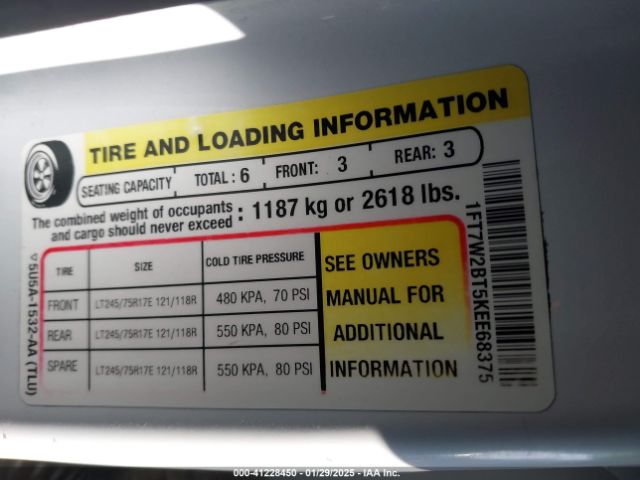 TIRE AND LOADING INFORMATION
SEATING CAPACITY TOTAL : 6 FRONT: 3 REAR: 3
The combined weight of occupants and cargo should never exceed : 1187 kg or 2618 lbs.
TIRE SIZE COLD TIRE PRESSURE
FRONT LT245/75R17E 121/118R 480 KPA, 70 PSI
REAR LT245/75R17E 121/118R 550 KPA, 80 PSI
SPARE LT245/75R17E 121/118R 550 KPA, 80 PSI
SEE OWNERS
MANUAL FOR
ADDITIONAL
INFORMATION
5U5A-1532-AA (TLU)
1FT7W2BT5KEE68375
000-41228450 - 01/29/2025 - IAA Inc.